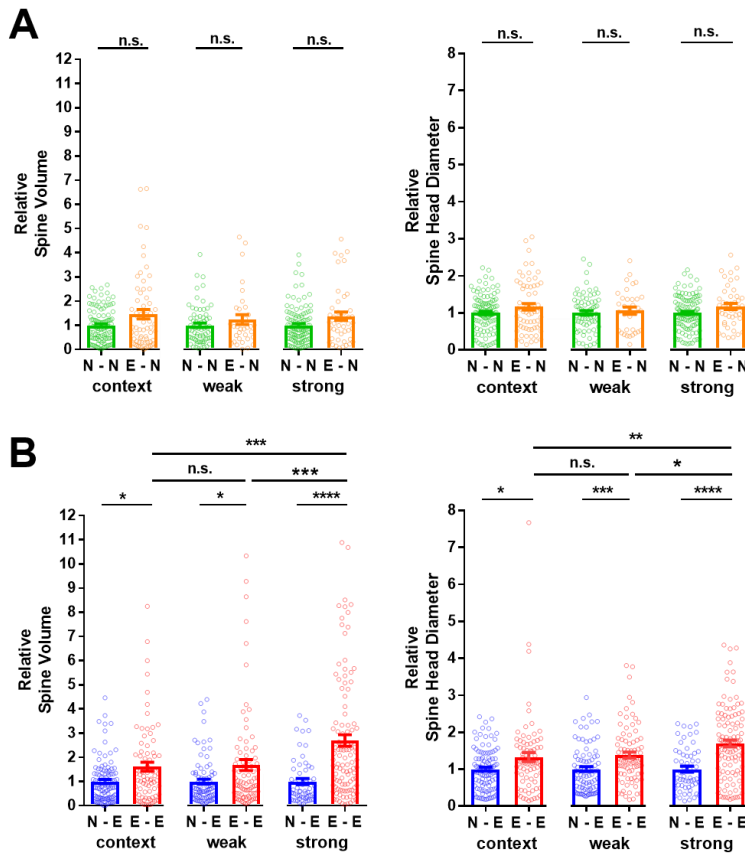 A
n.s. n.s. n.s.
Relative
Spine Volume
12
11
10
9
8
7
6
5
4
3
2
1
0
N - N E - N N - N E - N N - N E - N
context weak strong
n.s. n.s. n.s.
Relative
Spine Head Diameter
8
7
6
5
4
3
2
1
0
N - N E - N N - N E - N N - N E - N
context weak strong
B
***
n.s. ***
* * ****
Relative
Spine Volume
12
11
10
9
8
7
6
5
4
3
2
1
0
N - E E - E N - E E - E N - E E - E
context weak strong
**
n.s. *
* *** ****
Relative
Spine Head Diameter
8
7
6
5
4
3
2
1
0
N - E E - E N - E E - E N - E E - E
context weak strong